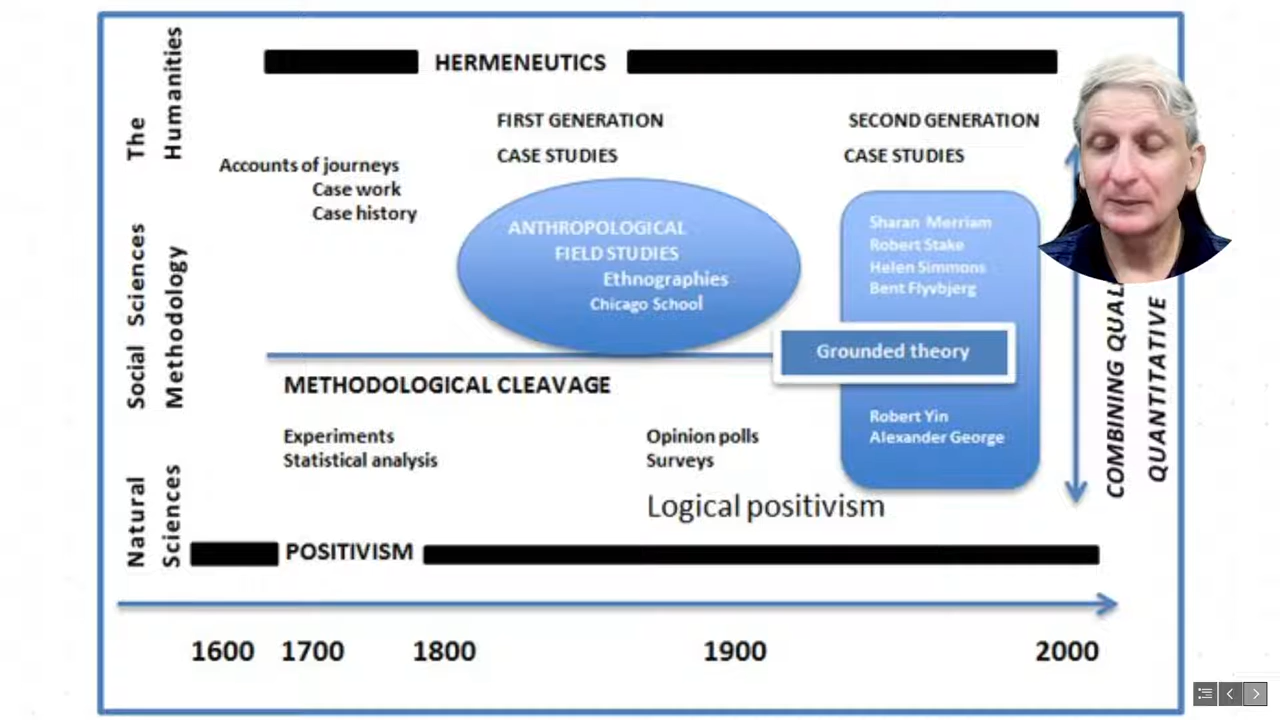 The
Humanities
HERMENEUTICS
FIRST GENERATION
CASE STUDIES
SECOND GENERATION
CASE STUDIES
Accounts of journeys
Case work
Case history
Social Sciences
Methodology
ANTHROPOLOGICAL
FIELD STUDIES
Ethnographies
Chicago School
Sharan Merriam
Robert Stake
Helen Simmons
Bent Flyvbjerg
Grounded theory
METHODOLOGICAL CLEAVAGE
Experiments
Statistical analysis
Opinion polls
Surveys
Robert Yin
Alexander George
Logical positivism
COMBINING
QUANTITATIVE
Natural
Sciences
POSITIVISM
1600 1700 1800 1900 2000